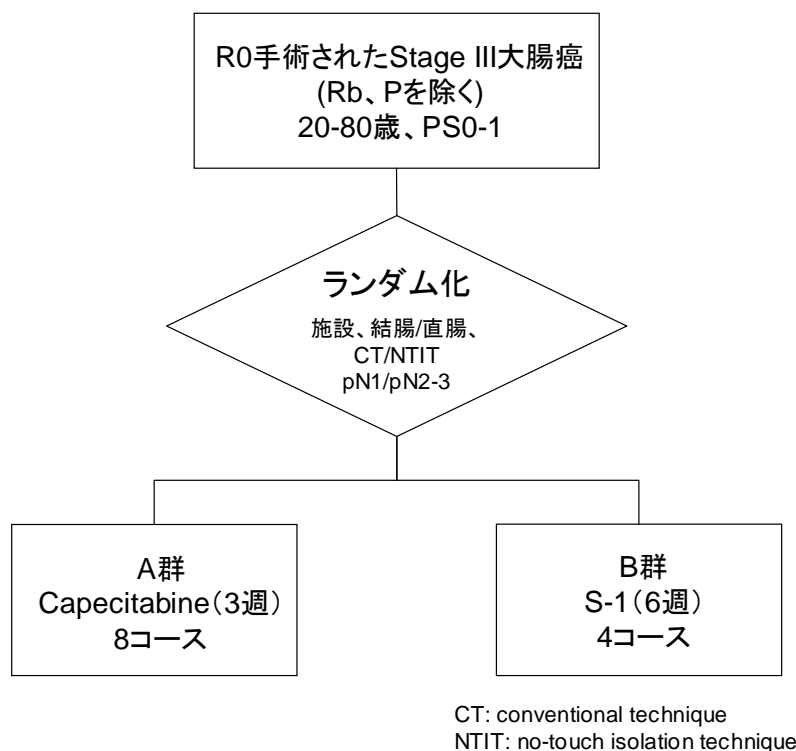 R0手術されたStage III大腸癌
(Rb、Pを除く)
20-80歳、PS0-1
ランダム化
施設、結腸/直腸、
CT/NTIT
pN1/pN2-3
A群
Capecitabine（3週）
8コース
B群
S-1（6週）
4コース
CT: conventional technique
NTIT: no-touch isolation technique